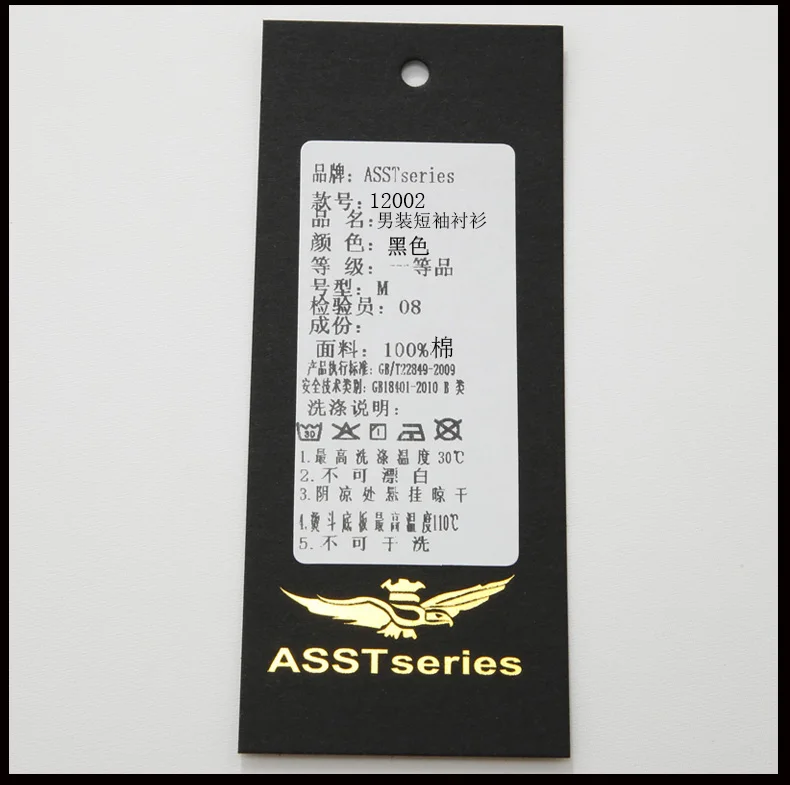 品牌：ASSTseries
款号：12002
品 名：男装短袖衬衫
颜 色：黑色
等 级：一等品
号型：M
检验员：08
成份：
面料：100%棉
产品执行标准：GB/T22849-2009
安全技术类别：GB18401-2010 B 类
洗涤说明：
30
1.最高洗涤温度30℃
2.不可漂白
3.阴凉处悬挂晾干
4.熨斗底板最高温度110℃
5.不可干洗
ASSTseries